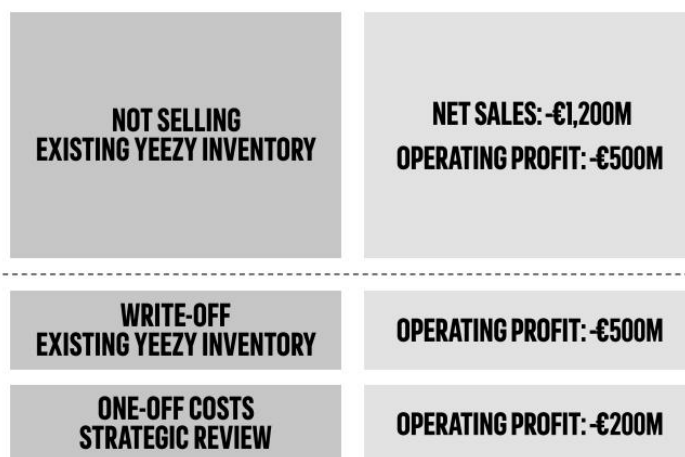 NOT SELLING
EXISTING YEEZY INVENTORY
NET SALES: -€1,200M
OPERATING PROFIT: -€500M
WRITE-OFF
EXISTING YEEZY INVENTORY
OPERATING PROFIT: -€500M
ONE-OFF COSTS
STRATEGIC REVIEW
OPERATING PROFIT: -€200M